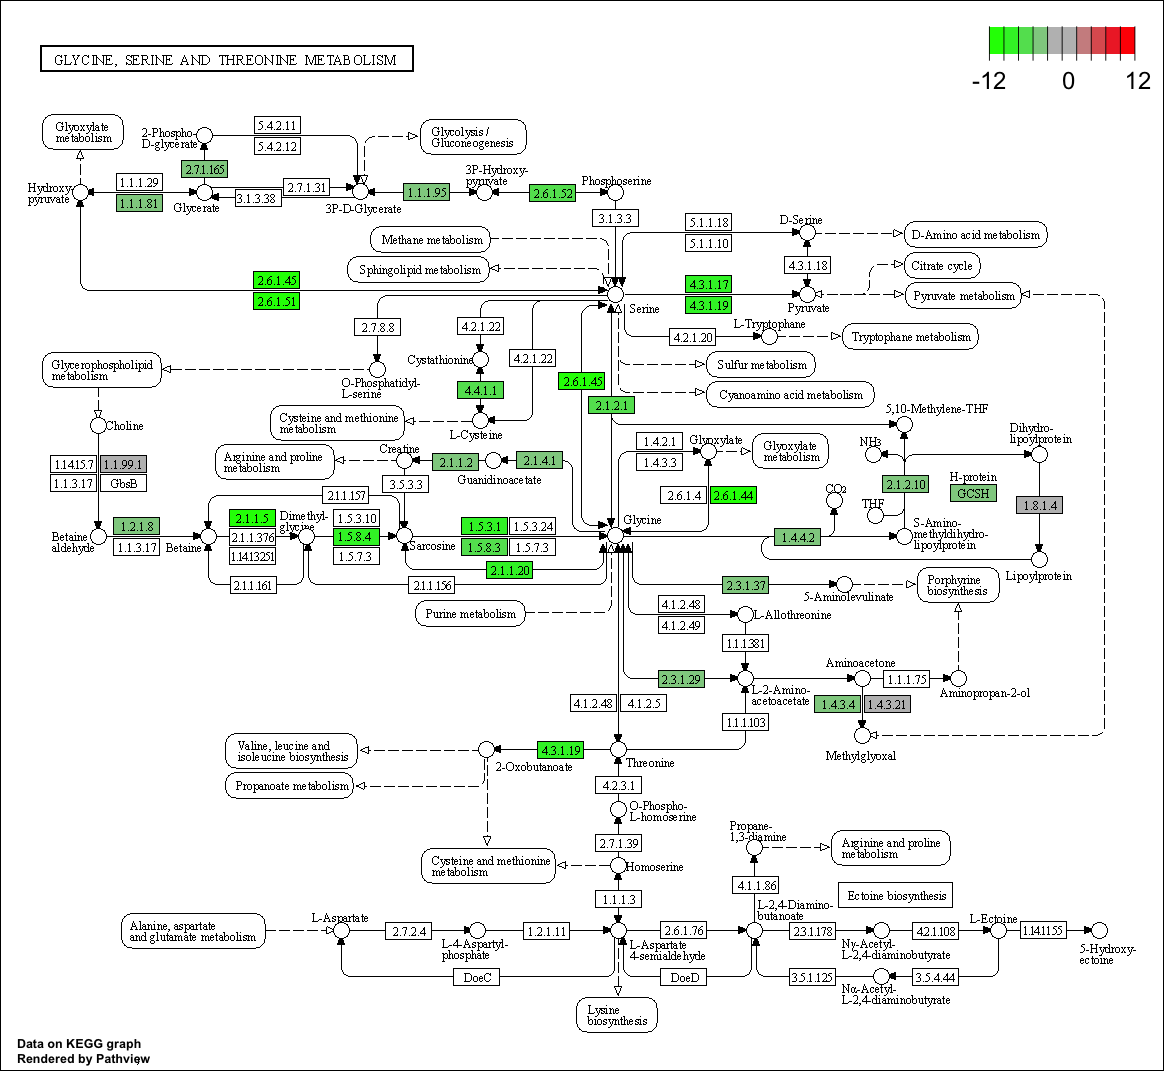 GLYCINE, SERINE AND THREONINE METABOLISM
-12
0
12
Glyoxylate
metabolism
2-Phospho-
D-glycerate
5.4.2.11
5.4.2.12
Glycolysis /
Gluconeogenesis
2.7.1.165
3P-Hydroxy-
pyruvate
Phosphoserine
Hydroxy
pyruvate
1.1.1.29
1.1.1.81
Glycerate
2.7.1.31
3.1.3.38
3P-D-Glycerate
1.1.1.95
2.6.1.52
3.1.3.3
Methane metabolism
Sphingolipid metabolism
5.1.1.18
5.1.1.10
D-Serine
D-Amino acid metabolism
4.3.1.18
Citrate cycle
2.6.1.45
2.6.1.51
Serine
4.3.1.17
4.3.1.19
Pyruvate
Pyruvate metabolism
2.7.8.8
4.2.1.22
4.2.1.20
L-Tryptophane
Tryptophane metabolism
Glycerophospholipid
metabolism
Cystathionine
4.2.1.22
Sulfur metabolism
O-Phosphatidyl-
L-serine
4.4.1.1
2.6.1.45
Cyanoamino acid metabolism
2.1.2.1
5,10-Methylene-THF
Choline
Cysteine and methionine
metabolism
L-Cysteine
Dihydro-
lipoylprotein
1.14.15.7
1.1.99.1
1.1.3.17
GbsB
Arginine and proline
metabolism
Creatine
2.1.1.2
Guanidinoacetate
2.1.4.1
3.5.3.3
1.4.2.1
1.4.3.3
Glyoxylate
Glyoxylate
metabolism
NH3
2.1.2.10
H-protein
GCSH
1.8.1.4
2.1.1.157
2.6.1.4
2.6.1.44
CO2
THF
Betaine
aldehyde
1.2.1.8
1.1.3.17
Betaine
2.1.1.5
2.1.1.376
1.14.13.251
Dimethyl-
glycine
1.5.3.10
1.5.8.4
1.5.7.3
Sarcosine
1.5.3.1
1.5.3.24
1.5.8.3
1.5.7.3
Glycine
1.4.4.2
S-Amino-
methyldihydro-
lipoylprotein
2.1.1.20
2.1.1.161
2.1.1.156
Lipoylprotein
Purine metabolism
2.3.1.37
5-Aminolevulinate
Porphyrine
biosynthesis
4.1.2.48
4.1.2.49
L-Allothreonine
1.1.1.381
2.3.1.29
L-2-Amino-
acetoacetate
Aminoacetone
1.1.1.75
Aminopropan-2-ol
4.1.2.48
4.1.2.5
1.1.1.103
1.4.3.4
1.4.3.21
Methylglyoxal
Valine, leucine and
isoleucine biosynthesis
2-Oxobutanoate
4.3.1.19
Threonine
Propanoate metabolism
4.2.3.1
O-Phospho-
L-homoserine
2.7.1.39
Propane-
1,3-diamine
Arginine and proline
metabolism
Cysteine and methionine
metabolism
Homoserine
4.1.1.86
Ectoine biosynthesis
1.1.1.3
Alanine, aspartate
and glutamate metabolism
L-Aspartate
2.7.2.4
L-4-Aspartyl-
phosphate
1.2.1.11
L-Aspartate
4-semialdehyde
2.6.1.76
L-2,4-Diamino-
butanoate
2.3.1.178
Nγ-Acetyl-
L-2,4-diaminobutyrate
4.2.1.108
L-Ectoine
1.14.11.55
5-Hydroxy-
ectoine
DoeC
DoeD
3.5.1.125
Nα-Acetyl-
L-2,4-diaminobutyrate
3.5.4.44
Lysine
biosynthesis
Data on KEGG graph
Rendered by Pathview